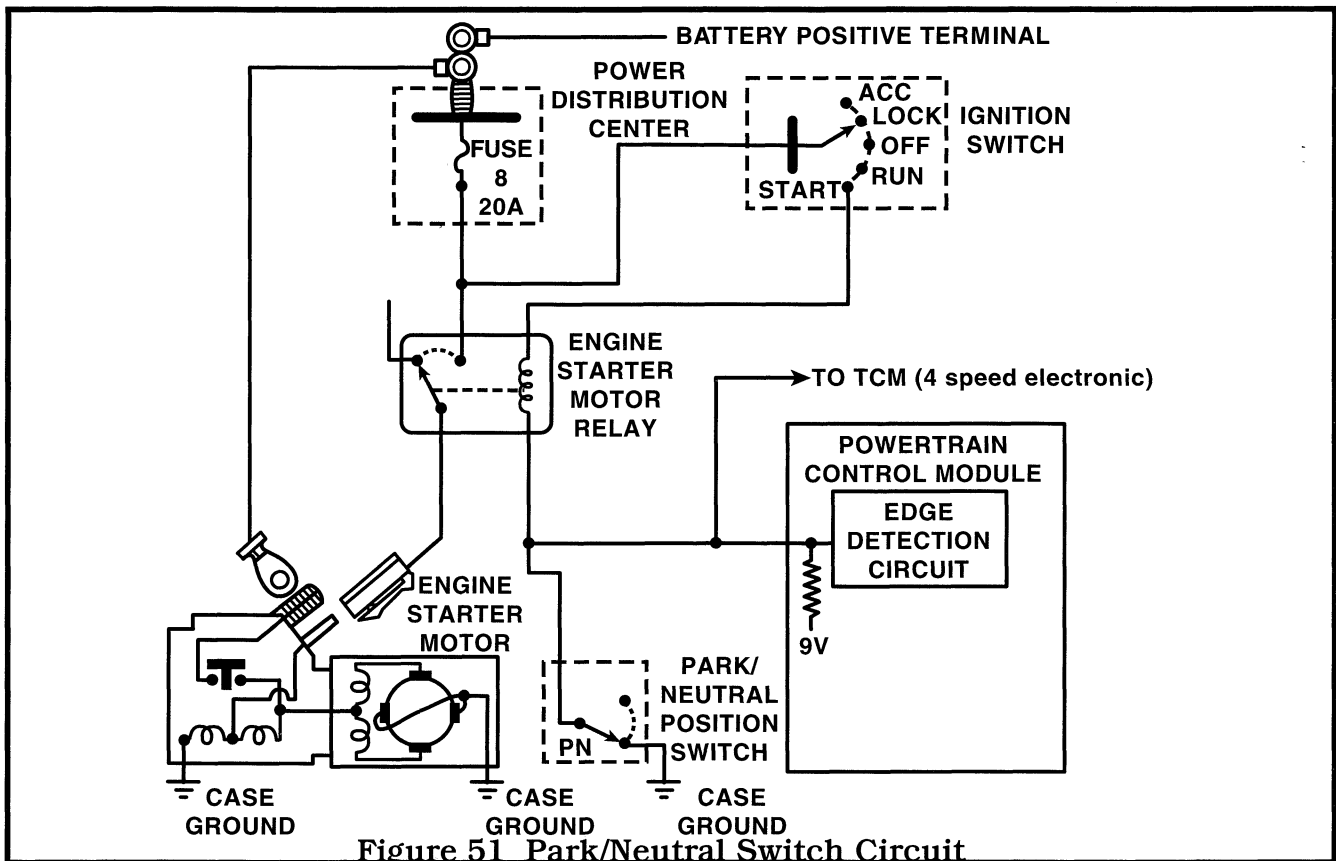 BATTERY POSITIVE TERMINAL
POWER
DISTRIBUTION
CENTER
FUSE
8
20A
ACC
LOCK
OFF
RUN
START
IGNITION
SWITCH
ENGINE
STARTER
MOTOR
RELAY
TO TCM (4 speed electronic)
POWERTRAIN
CONTROL MODULE
EDGE
DETECTION
CIRCUIT
9V
ENGINE
STARTER
MOTOR
PARK/
NEUTRAL
POSITION
SWITCH
PN
CASE
GROUND
CASE
GROUND
CASE
GROUND
Figure 51 Park/Neutral Switch Circuit